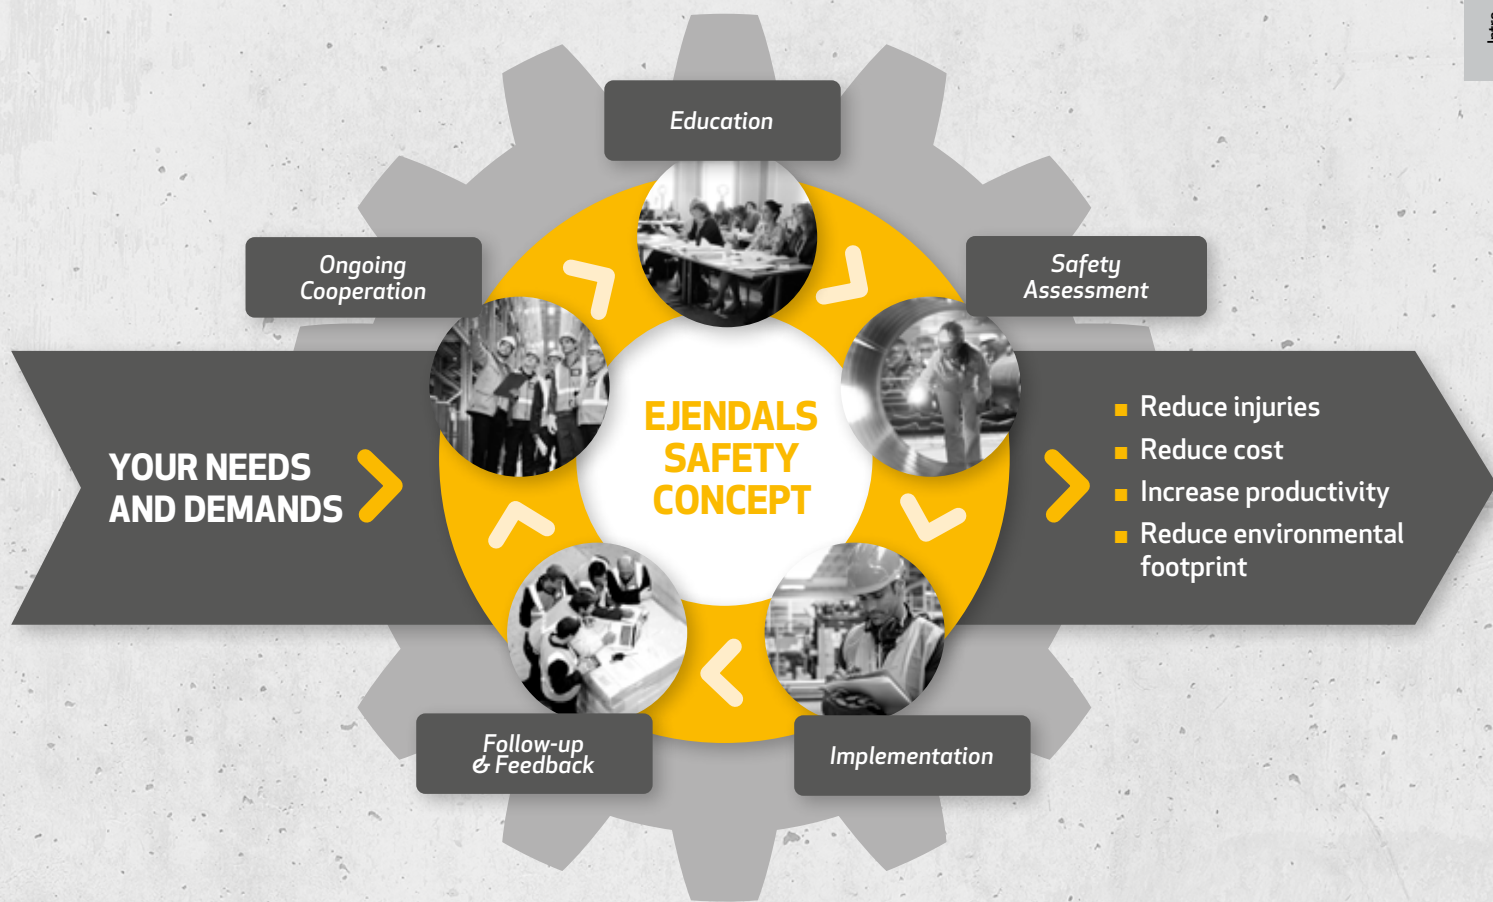 Intro
Education
Ongoing
Cooperation
Safety
Assessment
YOUR NEEDS
AND DEMANDS
EJENDALS
SAFETY
CONCEPT
■ Reduce injuries
■ Reduce cost
■ Increase productivity
■ Reduce environmental
footprint
Follow-up
& Feedback
Implementation